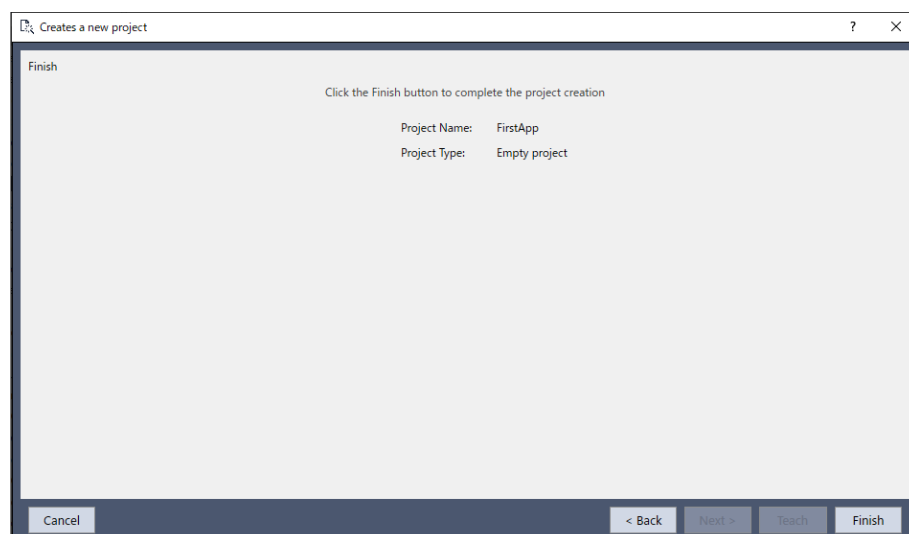 Creates a new project ?
Finish
Click the Finish button to complete the project creation
Project Name: FirstApp
Project Type: Empty project
Cancel < Back Next > Teach Finish